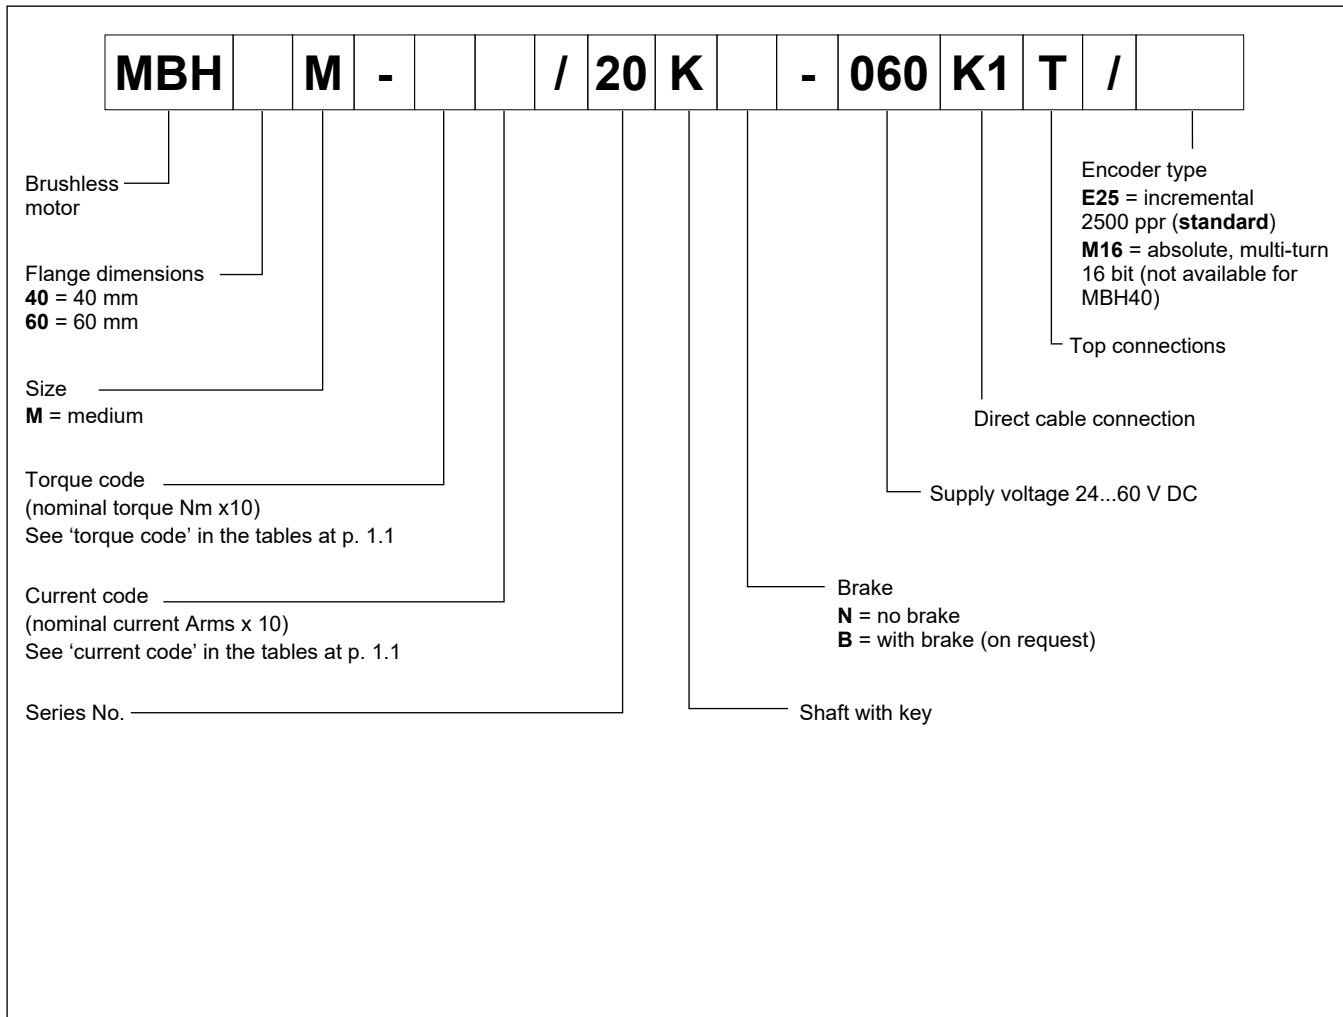 MBH M - / 20 K - 060 K1 T /
Brushless
motor
Flange dimensions
40 = 40 mm
60 = 60 mm
Size
M = medium
Torque code
(nominal torque Nm x10)
See ‘torque code’ in the tables at p. 1.1
Current code
(nominal current Arms x 10)
See ‘current code’ in the tables at p. 1.1
Series No.
Encoder type
E25 = incremental
2500 ppr (standard)
M16 = absolute, multi-turn
16 bit (not available for
MBH40)
Top connections
Direct cable connection
Supply voltage 24...60 V DC
Brake
N = no brake
B = with brake (on request)
Shaft with key